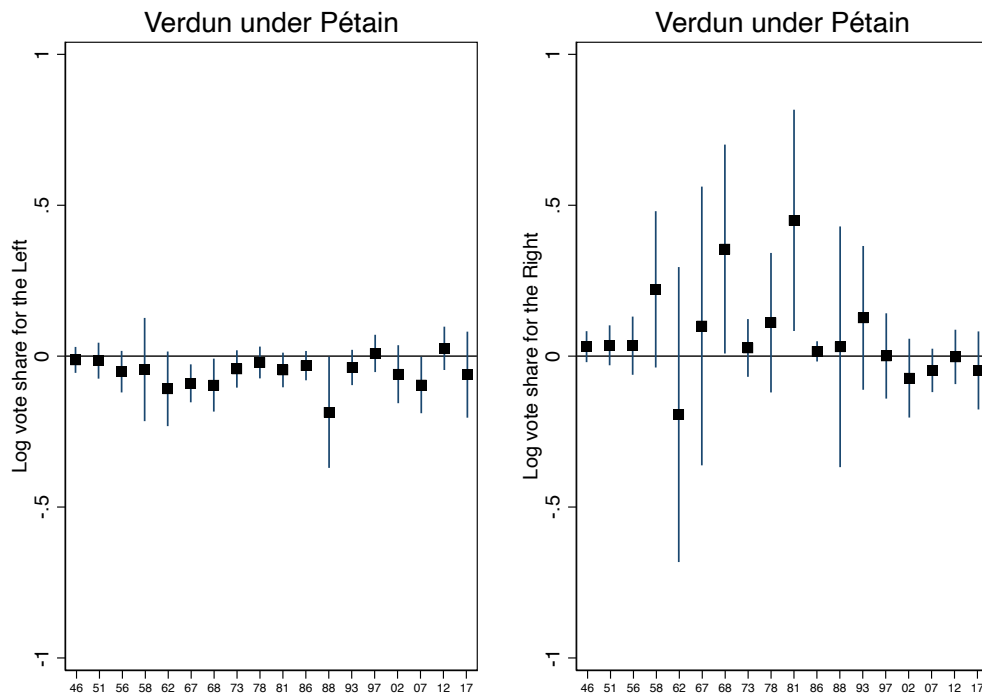 Verdun under Pétain
Log vote share for the Left
1
.5
0
-.5
-1
46 51 56 58 62 67 68 73 78 81 86 88 93 97 02 07 12 17
Verdun under Pétain
Log vote share for the Right
1
.5
0
-.5
-1
46 51 56 58 62 67 68 73 78 81 86 88 93 97 02 07 12 17